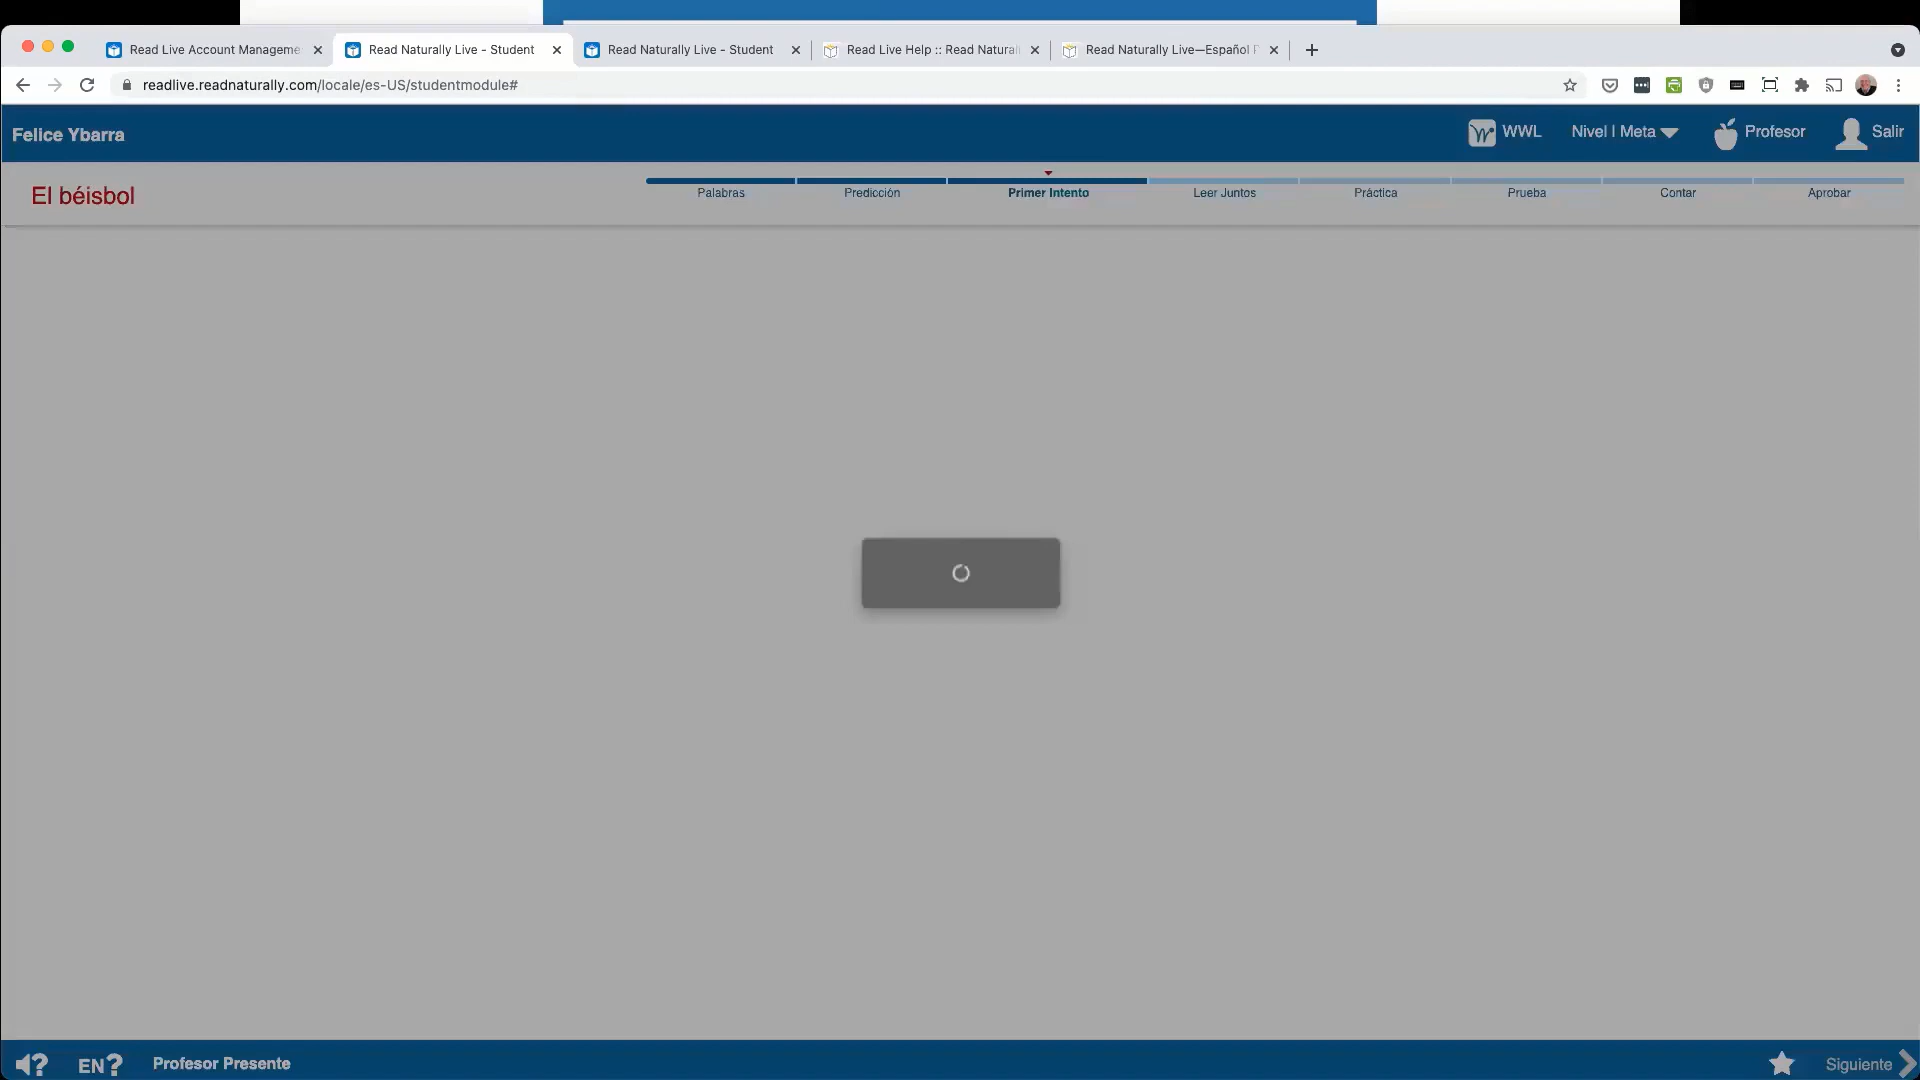 Read Live Account Manageme
Read Naturally Live - Student
Read Naturally Live - Student
Read Live Help :: Read Natural
Read Naturally Live—Español
readlive.readnaturally.com/locale/es-US/studentmodule#
Felice Ybarra
WWL
Nivel | Meta
Profesor
Salir
El béisbol
Palabras
Predicción
Primer Intento
Leer Juntos
Práctica
Prueba
Contar
Aprobar
EN?
Profesor Presente
Siguiente